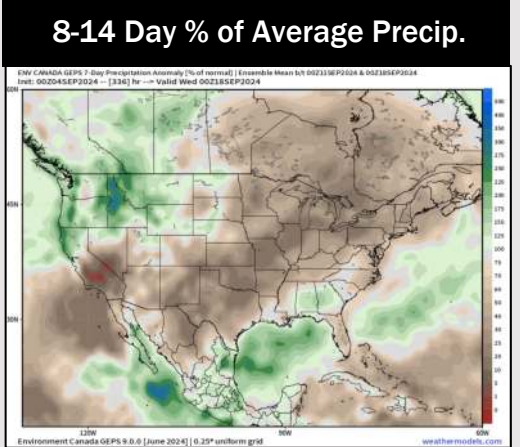 8-14 Day % of Average Precip.
ENV CANADA GEPS 7-Day Precipitation Anomaly [% of normal] | Ensemble Mean b/t 00Z11SEP2024 & 00Z18SEP2024
Init: 00Z04SEP2024 -- [336] hr --> Valid Wed 00Z18SEP2024
60N
45N
30N
120W
90W
60W
Environment Canada GEPS 9.0.0 [June 2024] | 0.25° uniform grid
weathermodels.com